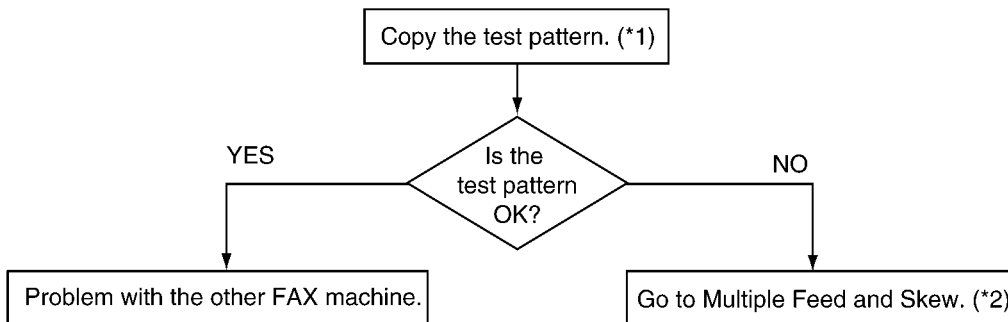 Copy the test pattern. (*1)
YES
Is the
test pattern
OK?
NO
Problem with the other FAX machine.
Go to Multiple Feed and Skew. (*2)